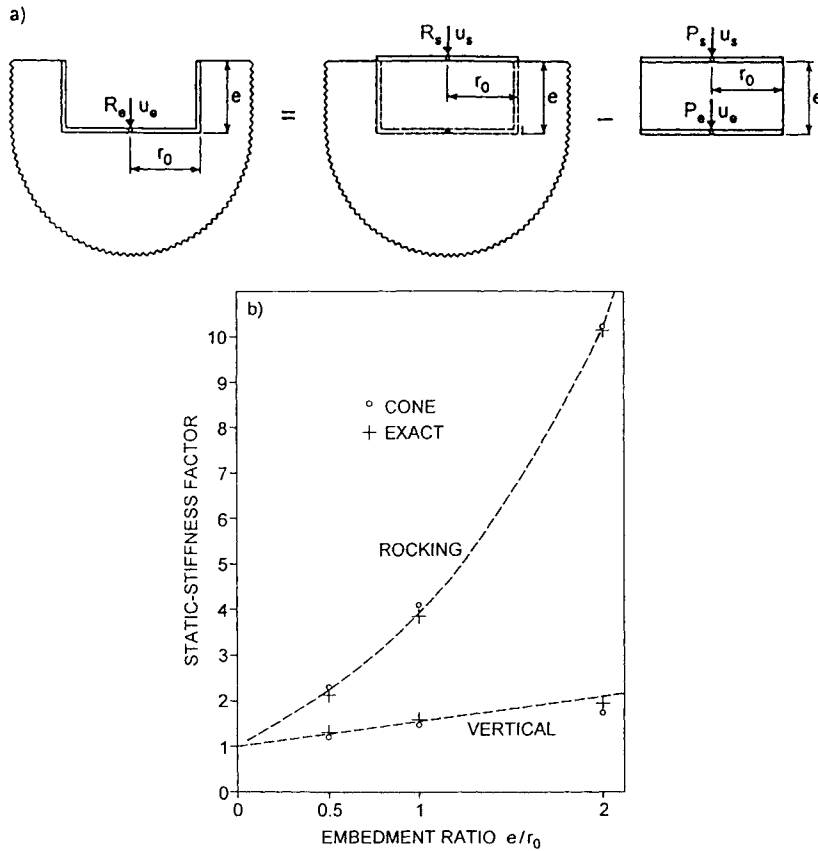 a)
R_e u_e
r_0
e
=
R_s u_s
r_0
e
−
P_s u_s
r_0
P_e u_e
e
b)
STATIC-STIFFNESS FACTOR
10
9
8
7
6
5
4
3
2
1
0
○ CONE
+ EXACT
ROCKING
VERTICAL
0 0.5 1 2
EMBEDMENT RATIO e/r_0